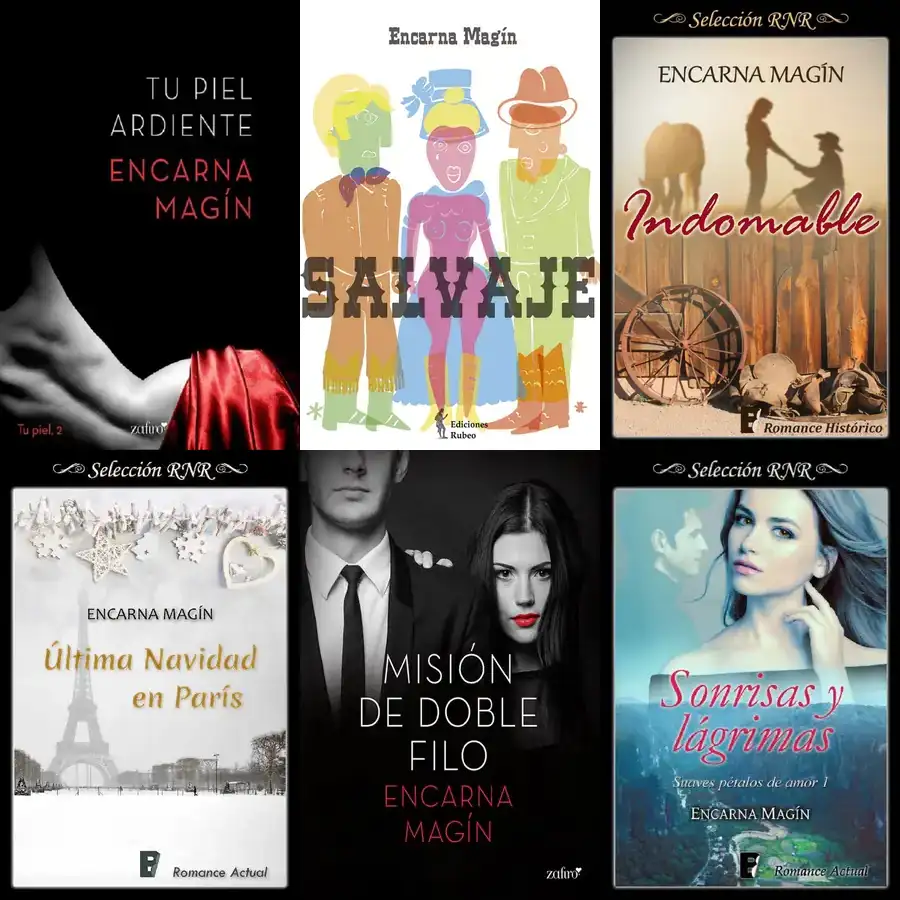 TU PIEL
ARDIENTE
ENCARNA
MAGÍN
Tu piel, 2
zafiro
Encarna Magín
SALVAJE
Ediciones
Rubeo
Selección RNR
ENCARNA MAGÍN
Indomable
B
Romance Histórico
Selección RNR
ENCARNA MAGÍN
Última Navidad
en París
B
Romance Actual
MISIÓN
DE DOBLE
FILO
ENCARNA
MAGÍN
zafiro
Selección RNR
Sonrisas y
lágrimas
Suaves pétalos de amor 1
ENCARNA MAGÍN
B
Romance Actual